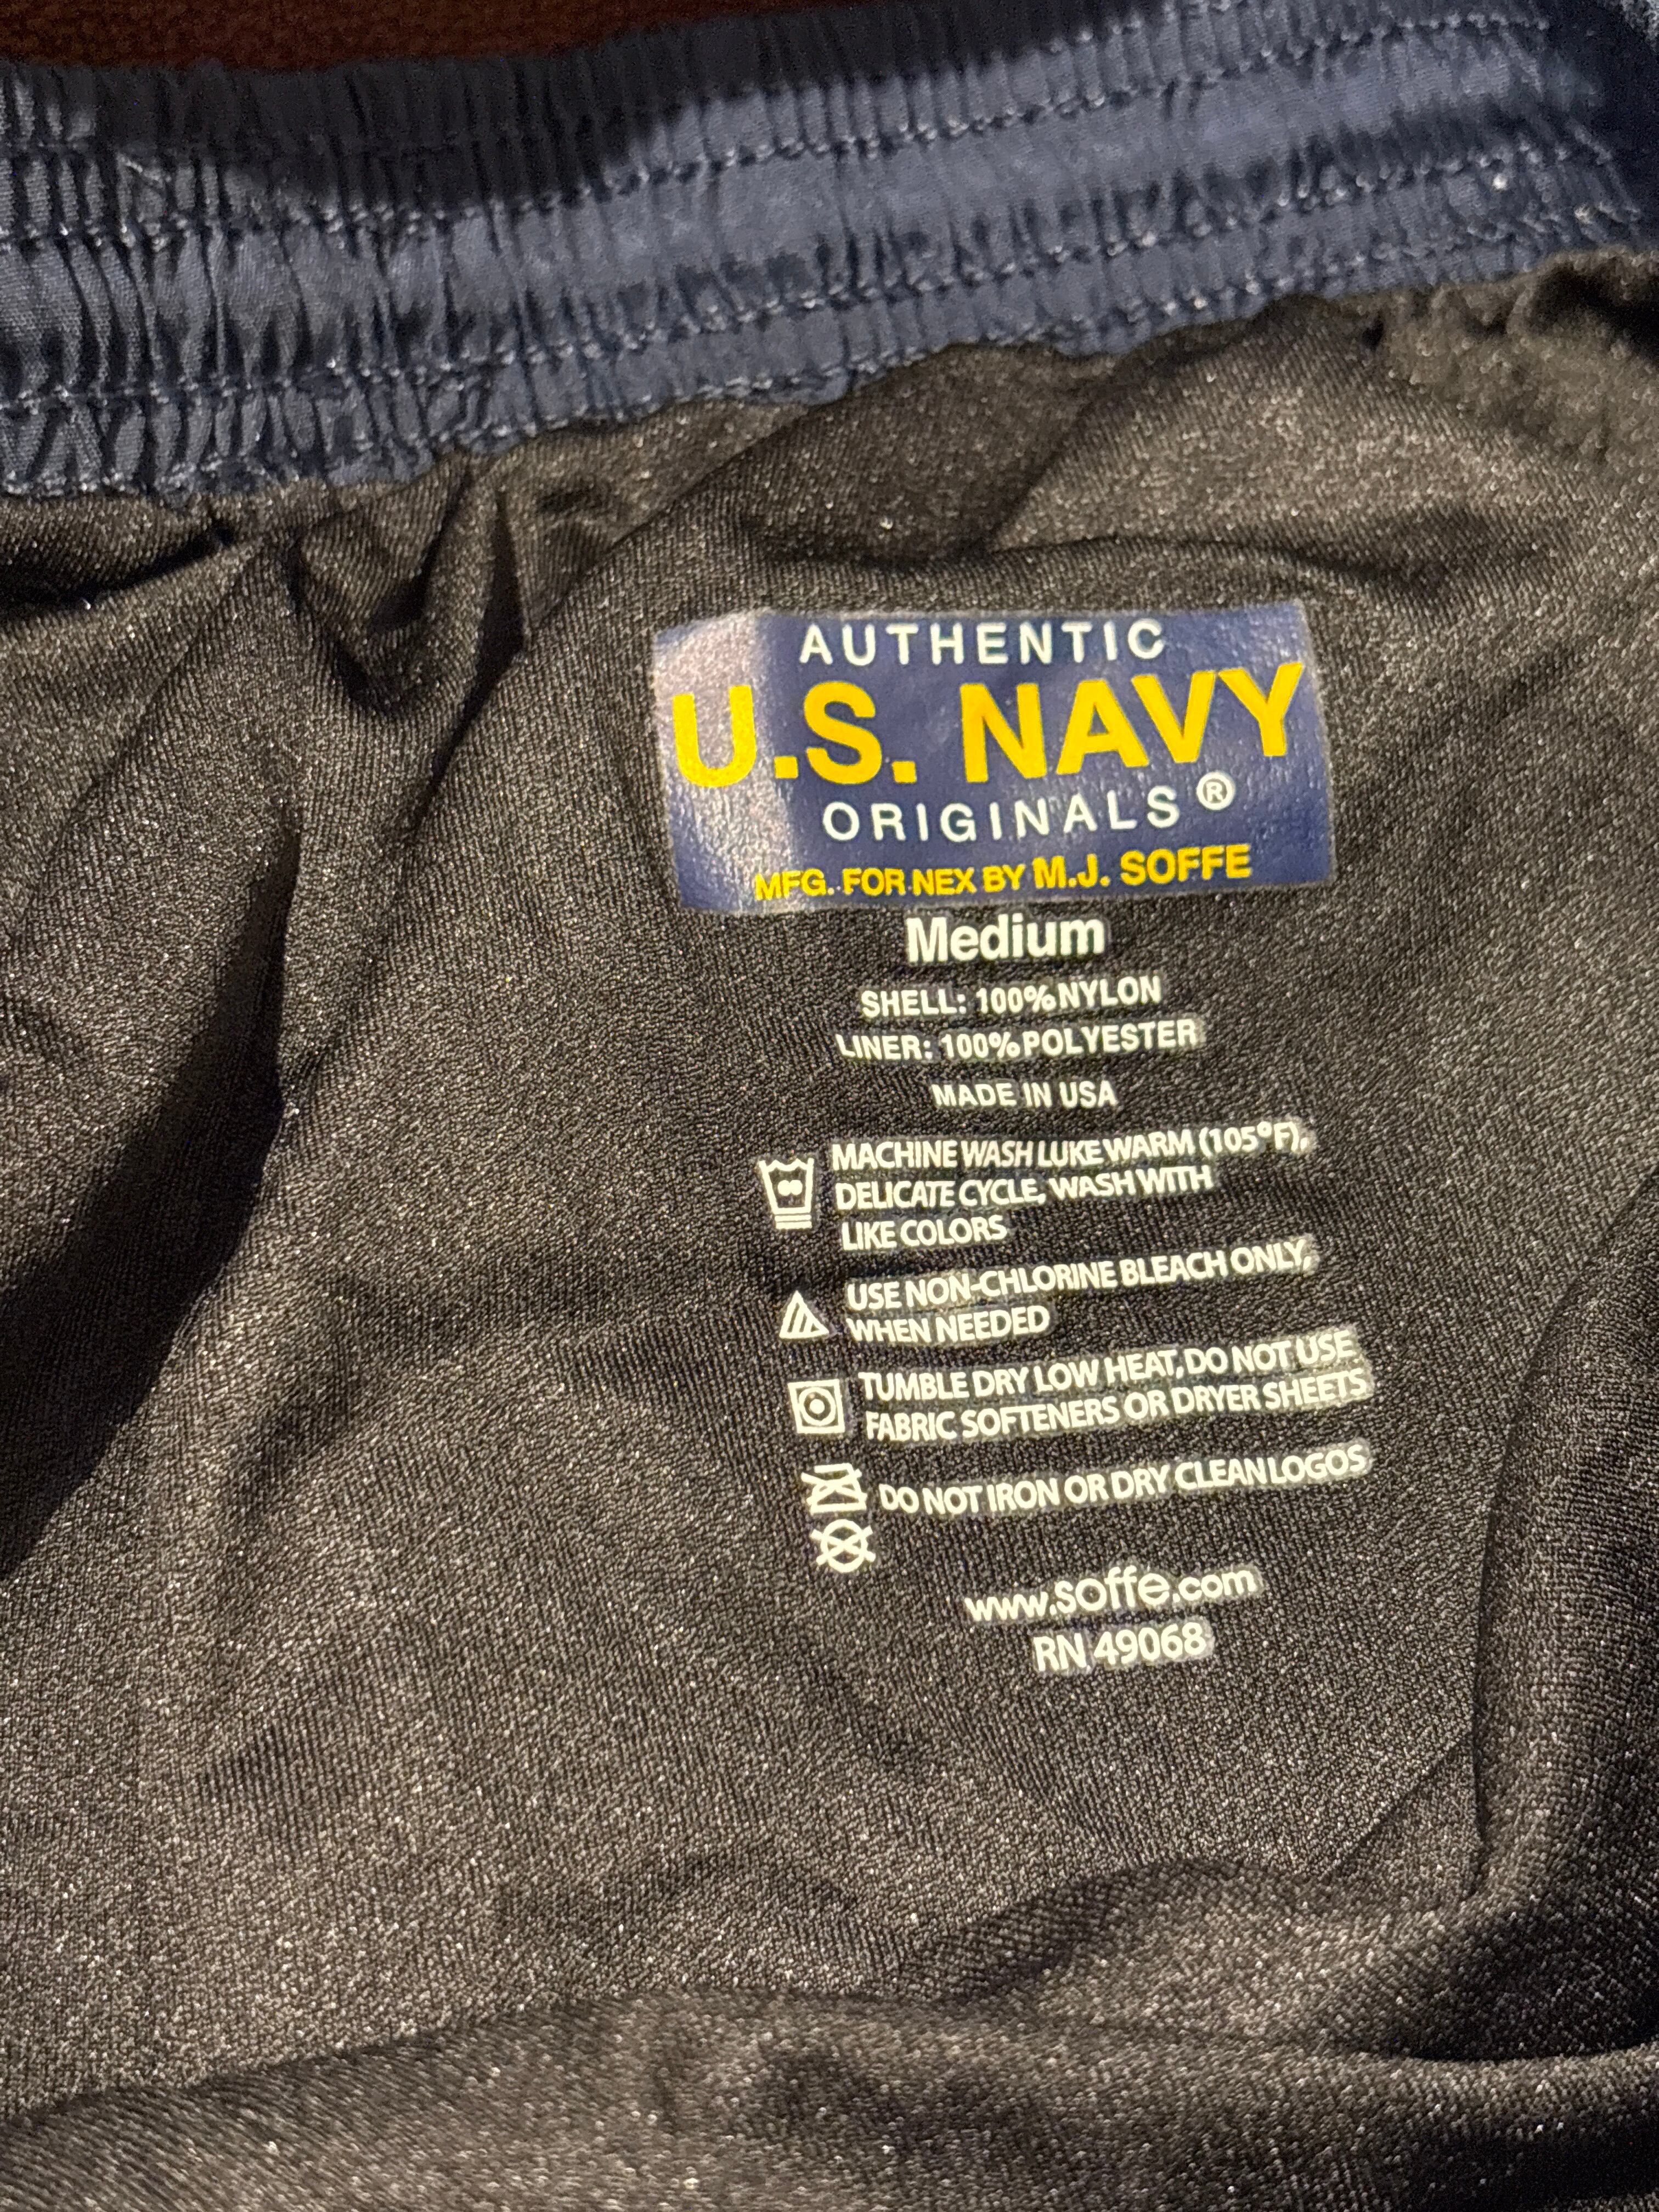 AUTHENTIC
U.S. NAVY
ORIGINALS®
MFG. FOR NEX BY M.J. SOFFE
Medium
SHELL: 100% NYLON
LINER: 100% POLYESTER
MADE IN USA
MACHINE WASH LUKEWARM (105°F),
DELICATE CYCLE, WASH WITH
LIKE COLORS
USE NON-CHLORINE BLEACH ONLY,
WHEN NEEDED
TUMBLE DRY LOW HEAT, DO NOT USE
FABRIC SOFTENERS OR DRYER SHEETS
DO NOT IRON OR DRY CLEAN LOGOS
www.soffe.com
RN 49068